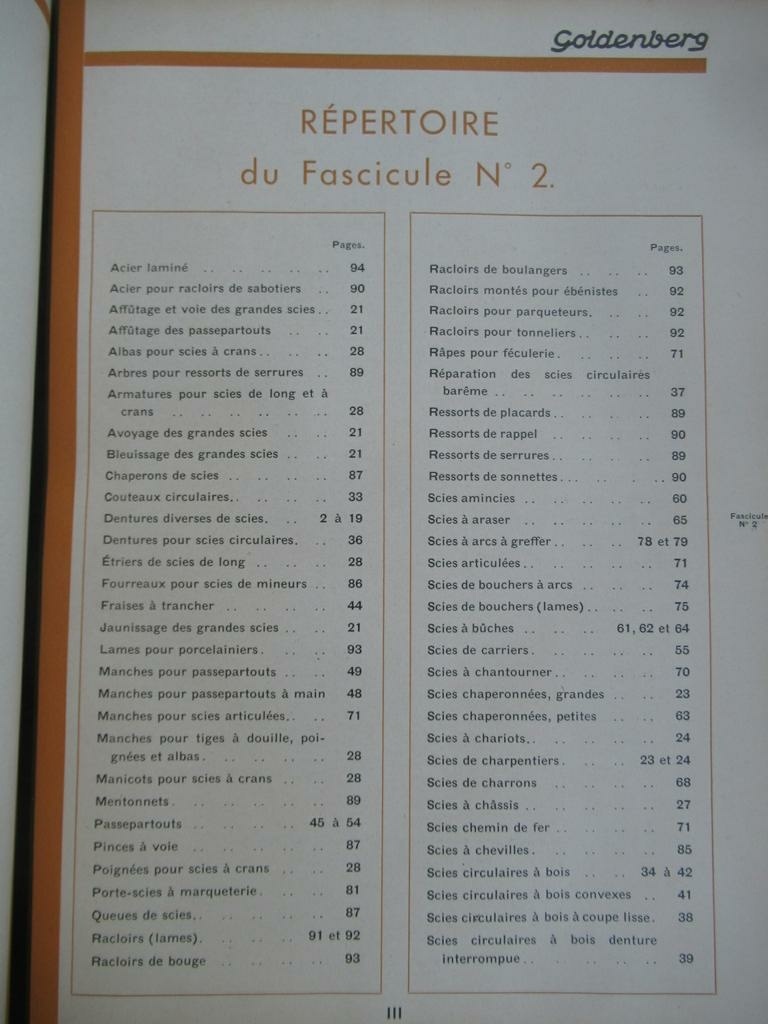 Goldenberg
RÉPERTOIRE
du Fascicule N° 2.
Pages.
Acier laminé .. .. .. .. .. 94
Acier pour racloirs de sabotiers .. 90
Affûtage et voie des grandes scies .. 21
Affûtage des passepartouts .. .. 21
Albas pour scies à crans .. .. .. 28
Arbres pour ressorts de serrures .. 89
Armatures pour scies de long et à
crans .. .. .. .. .. .. 28
Avoyage des grandes scies .. .. 21
Bleuissage des grandes scies .. .. 21
Chaperons de scies .. .. .. 87
Couteaux circulaires.. .. .. .. 33
Dentures diverses de scies. .. 2 à 19
Dentures pour scies circulaires. .. 36
Étriers de scies de long .. .. .. 28
Fourreaux pour scies de mineurs .. 86
Fraises à trancher .. .. .. .. 44
Jaunissage des grandes scies .. .. 21
Lames pour porcelainiers. .. .. 93
Manches pour passepartouts .. .. 49
Manches pour passepartouts à main 48
Manches pour scies articulées.. .. 71
Manches pour tiges à douille, poi-
gnées et albas. .. .. .. .. 28
Manicots pour scies à crans .. .. 28
Mentonnets. .. .. .. .. .. 89
Passepartouts .. .. .. .. 45 à 54
Pinces à voie .. .. .. .. .. 87
Poignées pour scies à crans .. .. 28
Porte-scies à marqueterie. .. .. 81
Queues de scies.. .. .. .. .. 87
Racloirs (lames). .. .. .. 91 et 92
Racloirs de bouge .. .. .. .. 93
Pages.
Racloirs de boulangers .. .. .. 93
Racloirs montés pour ébénistes .. 92
Racloirs pour parqueteurs. .. .. 92
Racloirs pour tonneliers .. .. .. 92
Râpes pour féculerie. .. .. .. 71
Réparation des scies circulaires
barême .. .. .. .. .. .. 37
Ressorts de placards .. .. .. .. 89
Ressorts de rappel .. .. .. .. 90
Ressorts de serrures .. .. .. .. 89
Ressorts de sonnettes. .. .. .. .. 90
Scies amincies .. .. .. .. .. 60
Scies à araser .. .. .. .. .. 65
Scies à arcs à greffer .. .. .. 78 et 79
Scies articulées .. .. .. .. .. 71
Scies de bouchers à arcs .. .. .. 74
Scies de bouchers (lames) .. .. .. 75
Scies à bûches .. .. .. 61, 62 et 64
Scies de carriers. .. .. .. .. 55
Scies à chantourner .. .. .. .. 70
Scies chaperonnées, grandes .. .. 23
Scies chaperonnées, petites .. .. 63
Scies à chariots.. .. .. .. .. 24
Scies de charpentiers. .. .. 23 et 24
Scies de charrons .. .. .. .. 68
Scies à châssis .. .. .. .. .. 27
Scies chemin de fer .. .. .. .. 71
Scies à chevilles. .. .. .. .. 85
Scies circulaires à bois .. .. 34 à 42
Scies circulaires à bois convexes .. 41
Scies circulaires à bois à coupe lisse. 38
Scies circulaires à bois denture
interrompue .. .. .. .. .. 39
Fascicule
N° 2
III